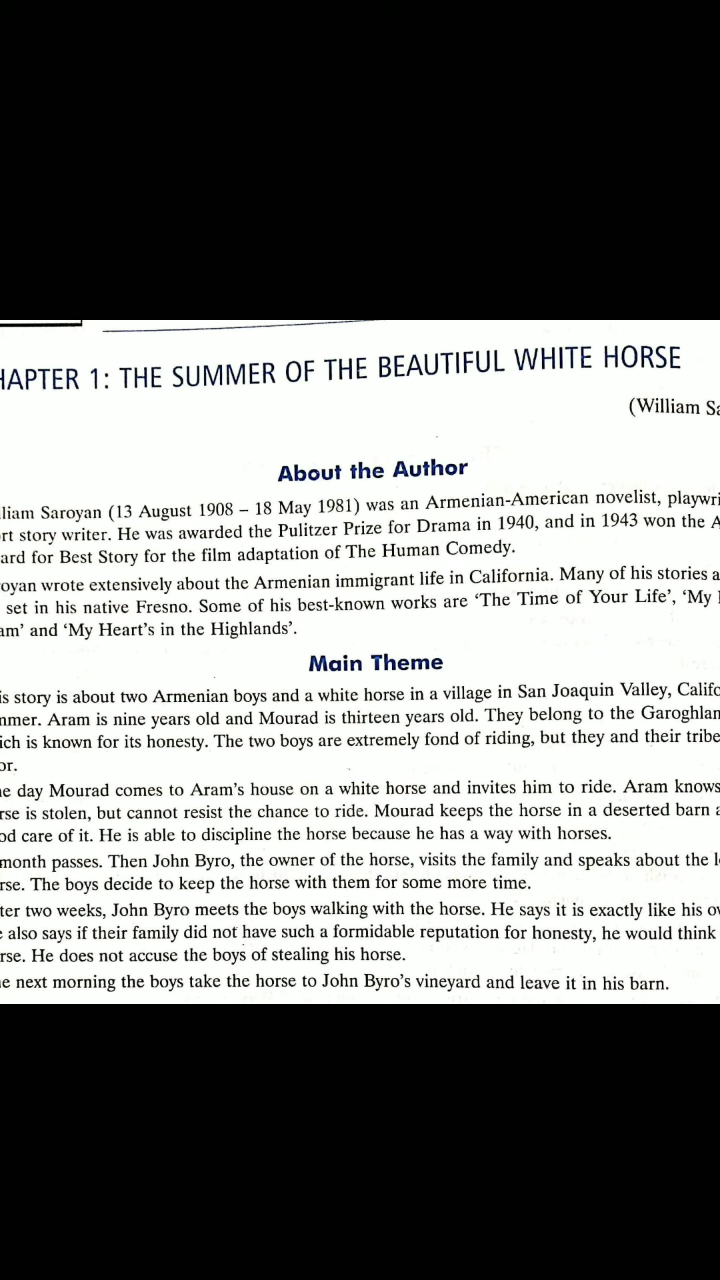 HAPTER 1: THE SUMMER OF THE BEAUTIFUL WHITE HORSE
(William Sa
About the Author
lliam Saroyan (13 August 1908 – 18 May 1981) was an Armenian-American novelist, playwri
rt story writer. He was awarded the Pulitzer Prize for Drama in 1940, and in 1943 won the A
ard for Best Story for the film adaptation of The Human Comedy.
royan wrote extensively about the Armenian immigrant life in California. Many of his stories a
set in his native Fresno. Some of his best-known works are ‘The Time of Your Life’, ‘My
am’ and ‘My Heart’s in the Highlands’.
Main Theme
is story is about two Armenian boys and a white horse in a village in San Joaquin Valley, Califo
mmer. Aram is nine years old and Mourad is thirteen years old. They belong to the Garoghlan
ich is known for its honesty. The two boys are extremely fond of riding, but they and their tribe
or.
ne day Mourad comes to Aram’s house on a white horse and invites him to ride. Aram knows
rse is stolen, but cannot resist the chance to ride. Mourad keeps the horse in a deserted barn a
od care of it. He is able to discipline the horse because he has a way with horses.
month passes. Then John Byro, the owner of the horse, visits the family and speaks about the l
rse. The boys decide to keep the horse with them for some more time.
ter two weeks, John Byro meets the boys walking with the horse. He says it is exactly like his ow
e also says if their family did not have such a formidable reputation for honesty, he would think
rse. He does not accuse the boys of stealing his horse.
e next morning the boys take the horse to John Byro’s vineyard and leave it in his barn.